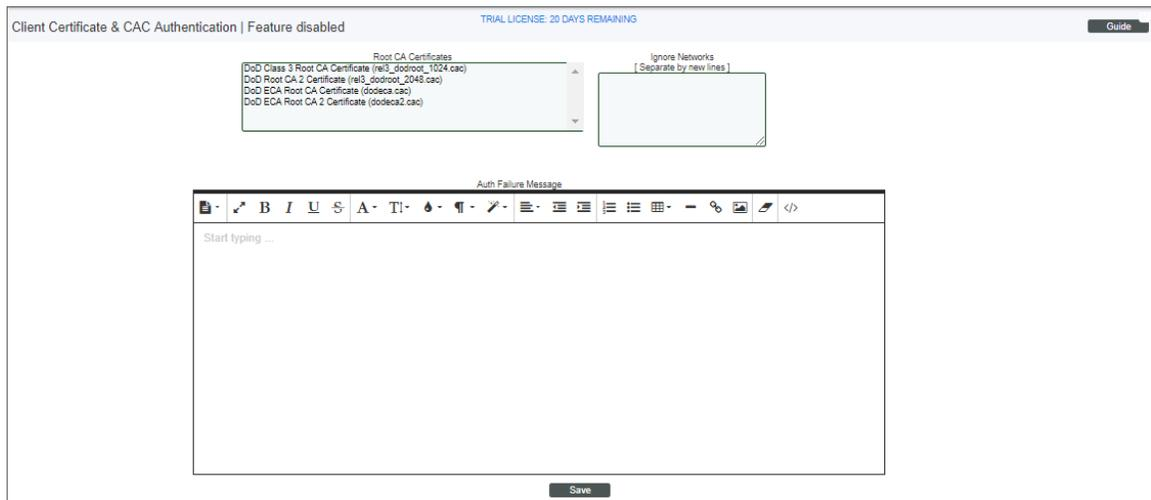 TRIAL LICENSE: 20 DAYS REMAINING
Client Certificate & CAC Authentication | Feature disabled
Guide
Root CA Certificates
DoD Class 3 Root CA Certificate (rel3_dodroot_1024.cac)
DoD Root CA 2 Certificate (rel3_dodroot_2048.cac)
DoD ECA Root CA Certificate (dodeca.cac)
DoD ECA Root CA 2 Certificate (dodeca2.cac)
Ignore Networks
[ Separate by new lines ]
Auth Failure Message
B I U S A T ¶ </>
Start typing ...
Save